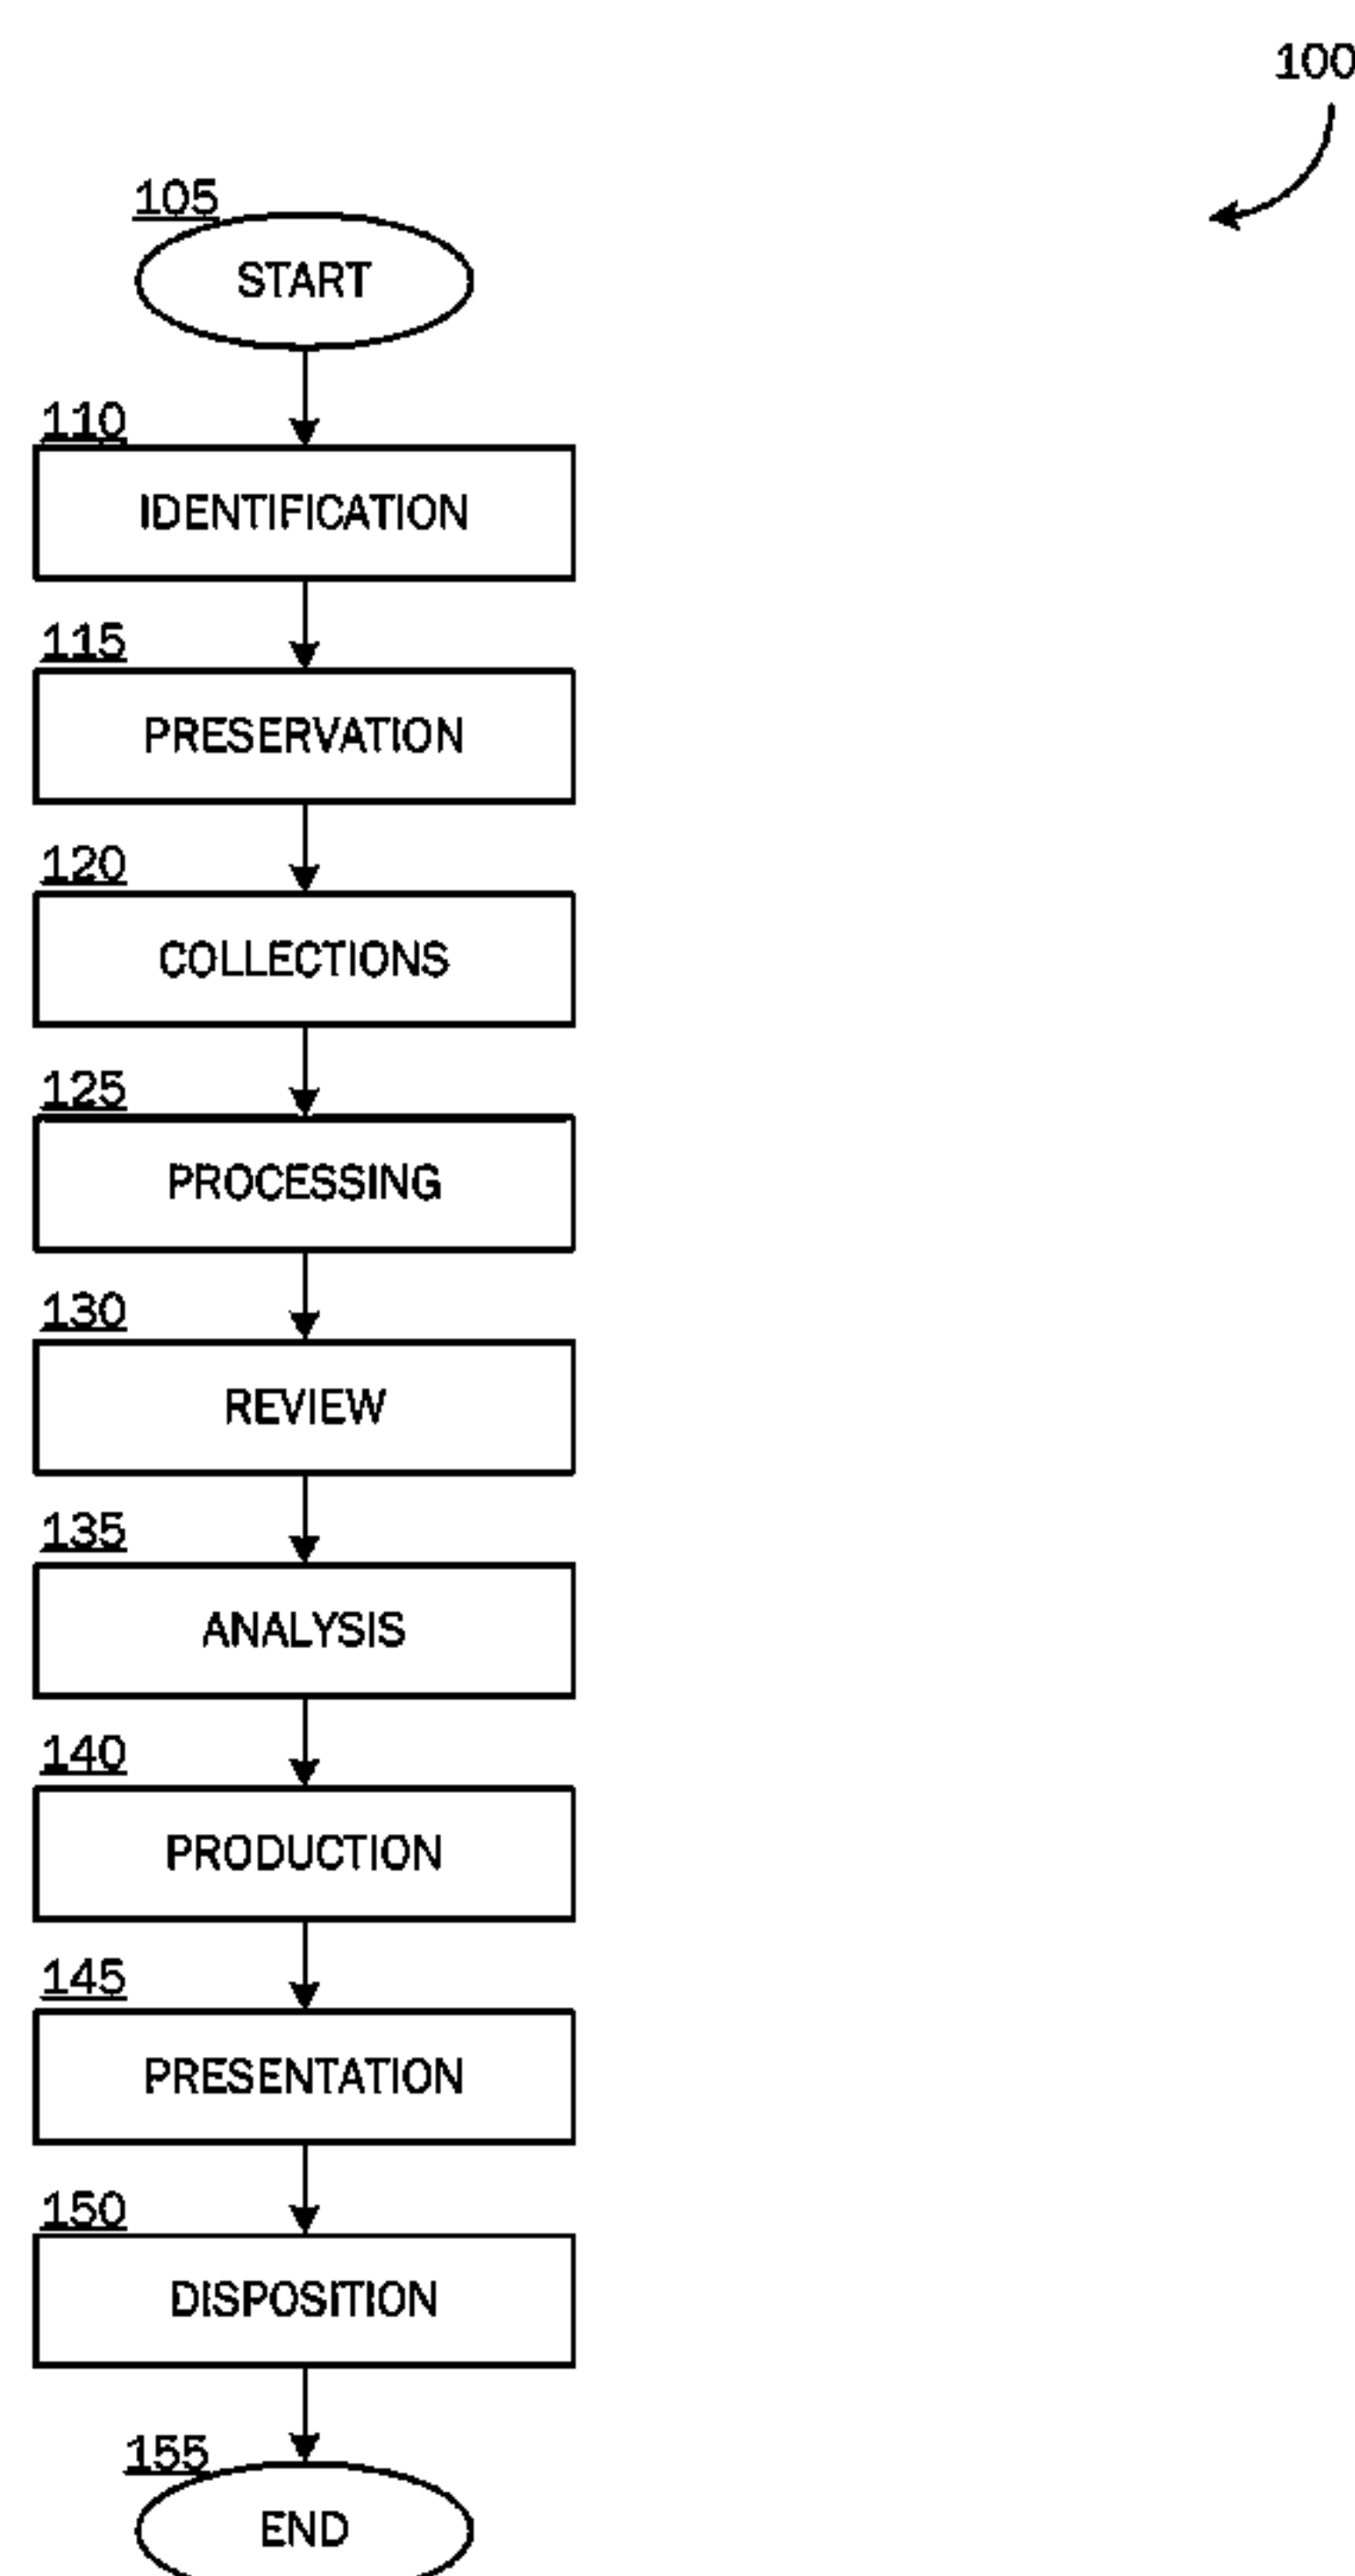 100
105
START
110
IDENTIFICATION
115
PRESERVATION
120
COLLECTIONS
125
PROCESSING
130
REVIEW
135
ANALYSIS
140
PRODUCTION
145
PRESENTATION
150
DISPOSITION
155
END